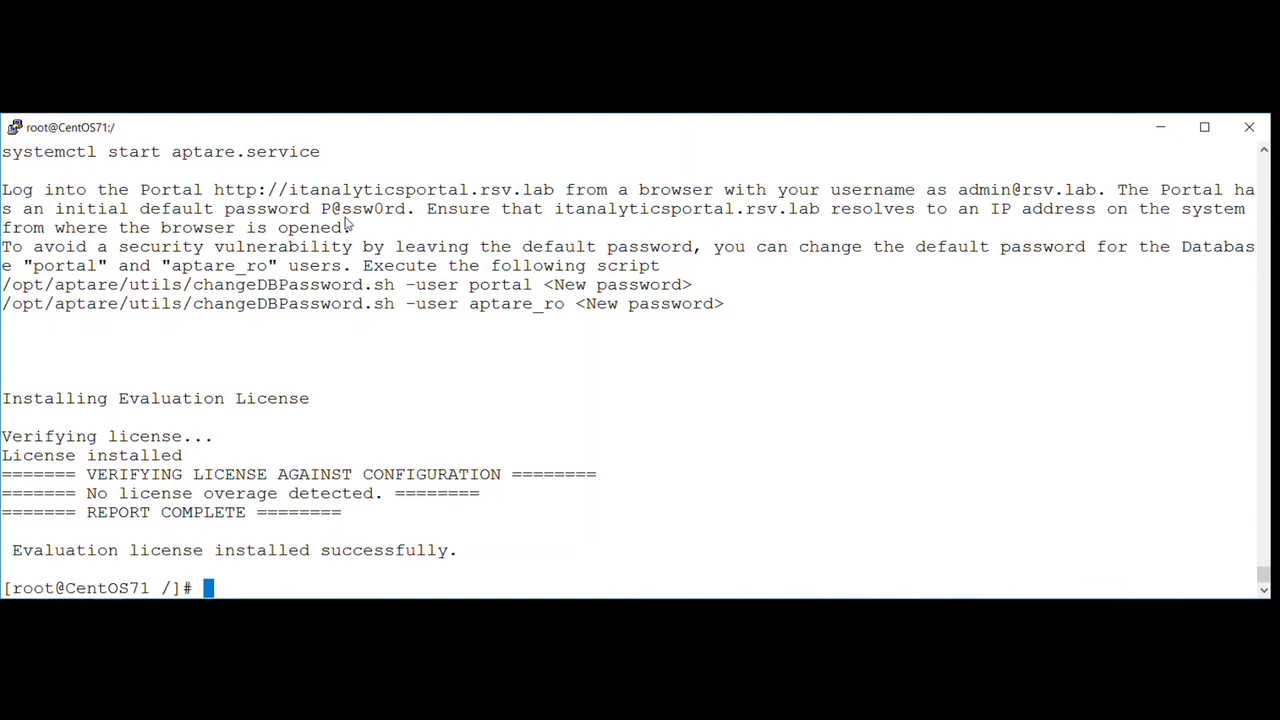 root@CentOS71:/
systemctl start aptare.service
Log into the Portal http://itanalyticsportal.rsv.lab from a browser with your username as admin@rsv.lab. The Portal ha
s an initial default password P@ssw0rd. Ensure that itanalyticsportal.rsv.lab resolves to an IP address on the system
from where the browser is opened.
To avoid a security vulnerability by leaving the default password, you can change the default password for the Databas
e "portal" and "aptare_ro" users. Execute the following script
/opt/aptare/utils/changeDBPassword.sh -user portal <New password>
/opt/aptare/utils/changeDBPassword.sh -user aptare_ro <New password>
Installing Evaluation License
Verifying license...
License installed
======= VERIFYING LICENSE AGAINST CONFIGURATION ========
======= No license overage detected. ========
======= REPORT COMPLETE ========
Evaluation license installed successfully.
[root@CentOS71 /]#